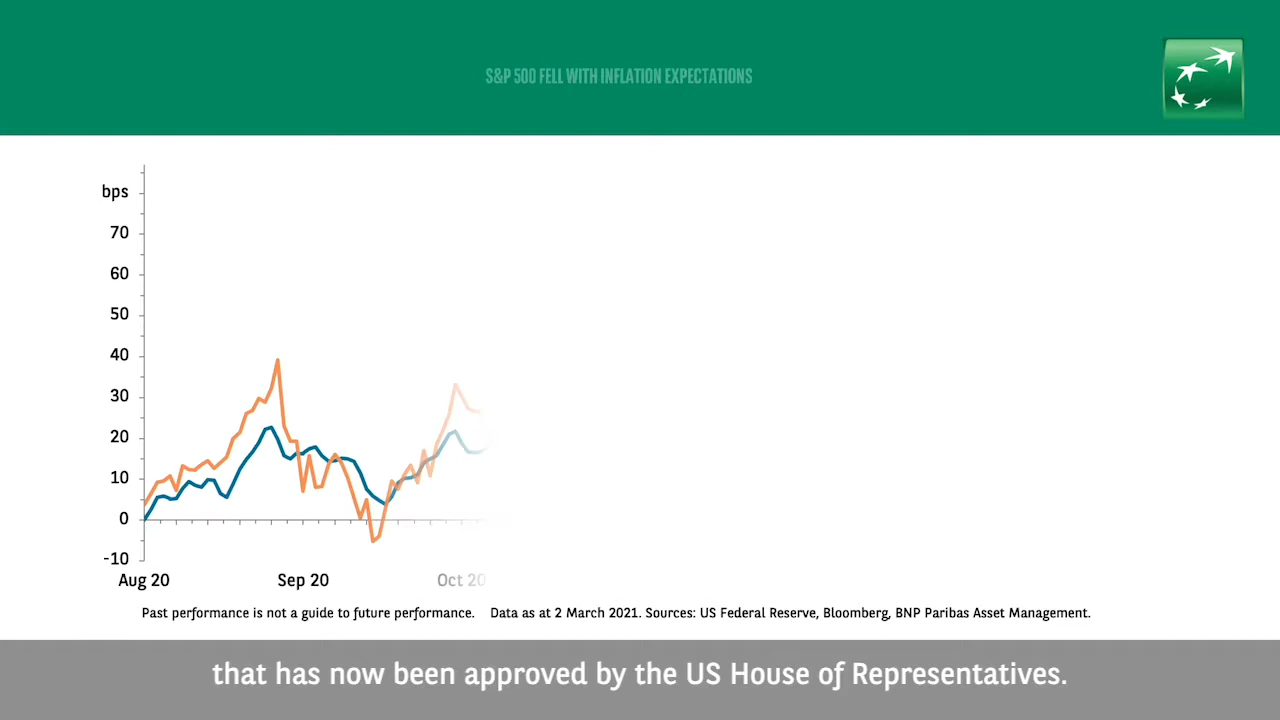 S&P 500 FELL WITH INFLATION EXPECTATIONS
bps
70
60
50
40
30
20
10
0
-10
Aug 20 Sep 20 Oct 20
Past performance is not a guide to future performance. Data as at 2 March 2021. Sources: US Federal Reserve, Bloomberg, BNP Paribas Asset Management.
that has now been approved by the US House of Representatives.